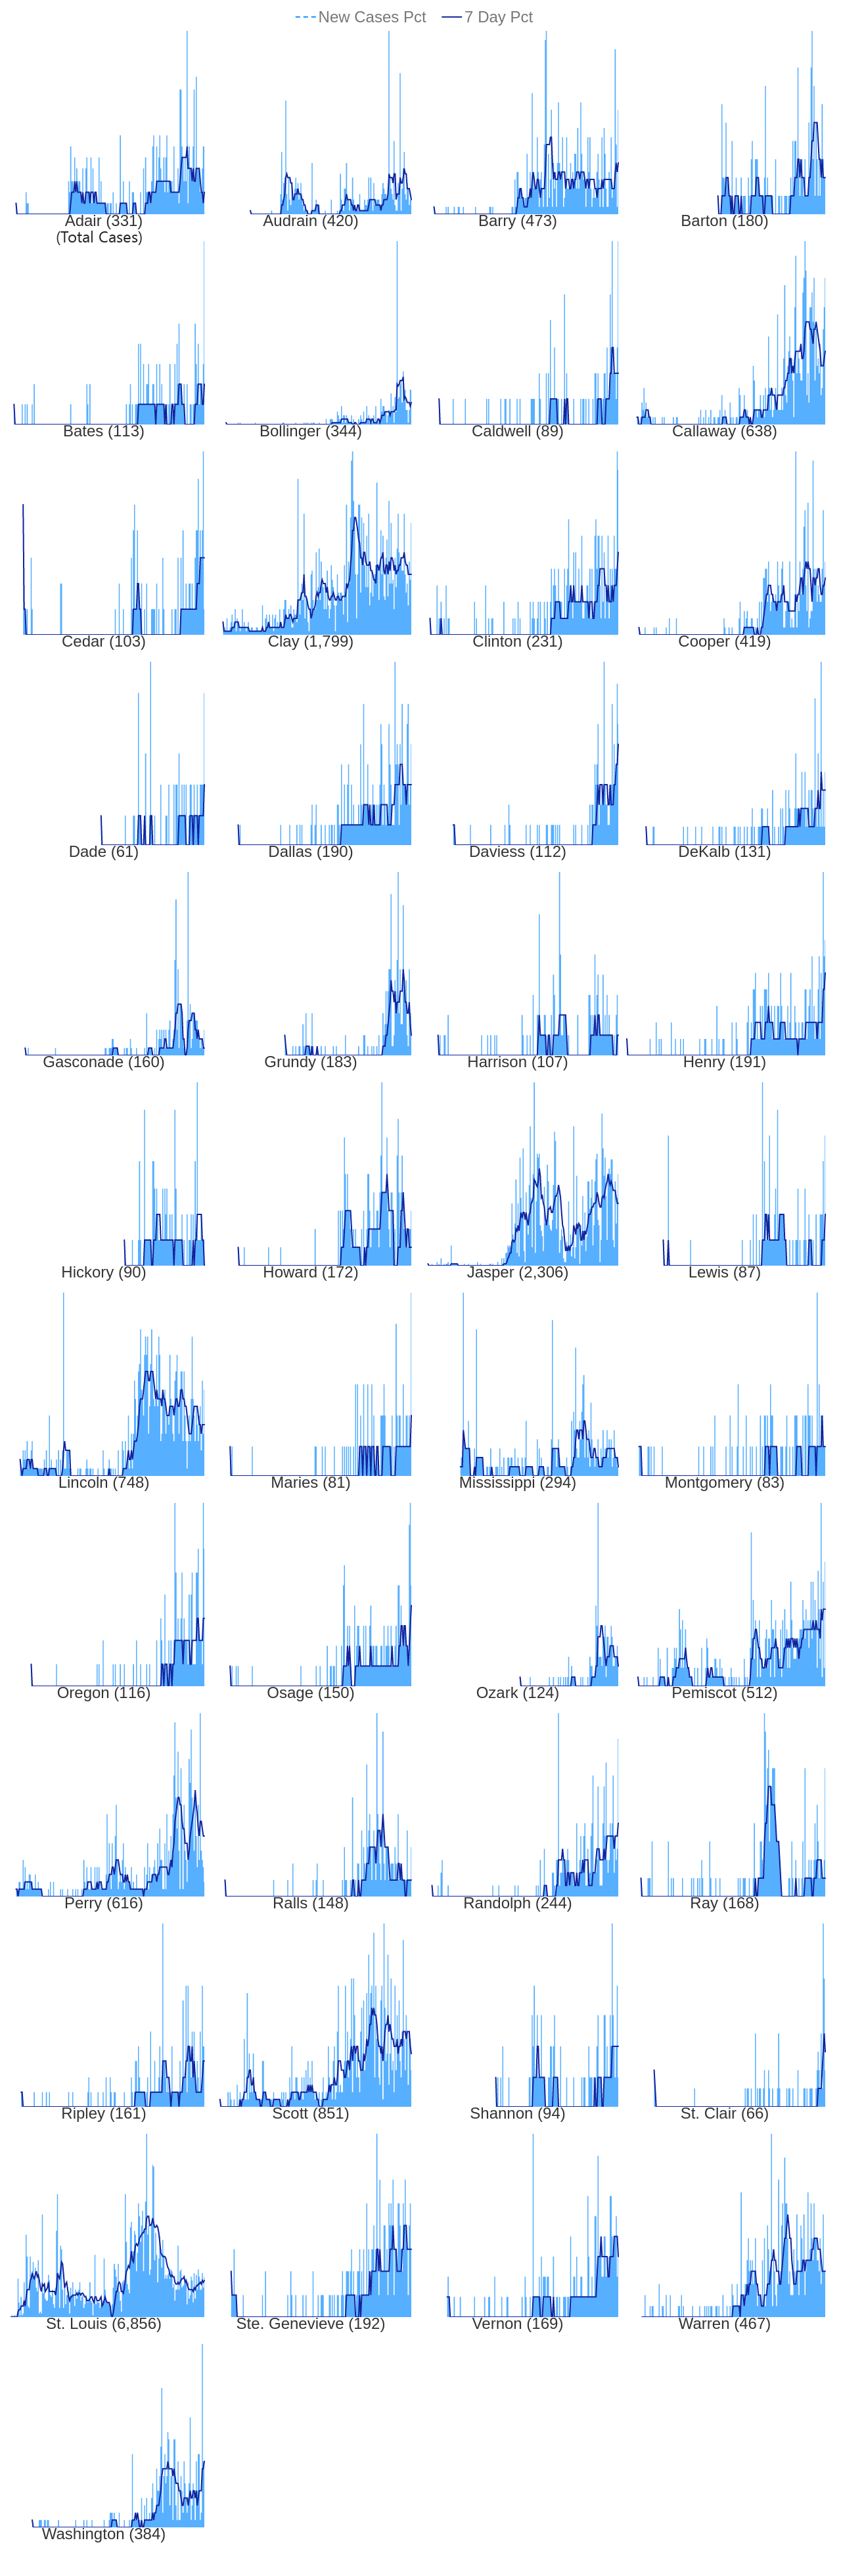 New Cases Pct 7 Day Pct
Adair (331) Audrain (420) Barry (473) Barton (180)
(Total Cases)
Bates (113) Bollinger (344) Caldwell (89) Callaway (638)
Cedar (103) Clay (1,799) Clinton (231) Cooper (419)
Dade (61) Dallas (190) Daviess (112) DeKalb (131)
Gasconade (160) Grundy (183) Harrison (107) Henry (191)
Hickory (90) Howard (172) Jasper (2,306) Lewis (87)
Lincoln (748) Maries (81) Mississippi (294) Montgomery (83)
Oregon (116) Osage (150) Ozark (124) Pemiscot (512)
Perry (616) Ralls (148) Randolph (244) Ray (168)
Ripley (161) Scott (851) Shannon (94) St. Clair (66)
St. Louis (6,856) Ste. Genevieve (192) Vernon (169) Warren (467)
Washington (384)